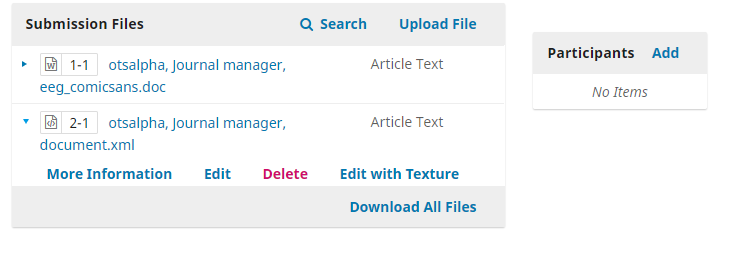 Submission Files Search Upload File
1-1 otsalpha, Journal manager, Article Text
eeg_comicsans.doc
2-1 otsalpha, Journal manager, Article Text
document.xml
More Information Edit Delete Edit with Texture
Download All Files
Participants Add
No Items